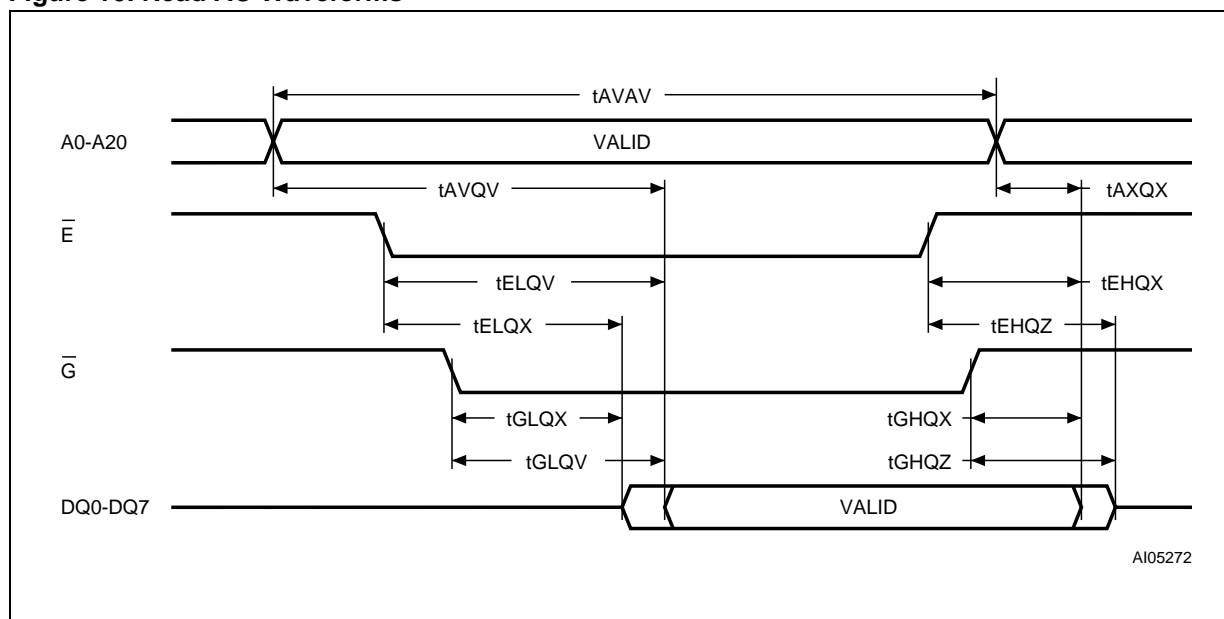 tAVAV
A0-A20
VALID
tAVQV
tAXQX
E
tELQV
tEHQX
tELQX
tEHQZ
G
tGLQX
tGHQX
tGLQV
tGHQZ
DQ0-DQ7
VALID
AI05272